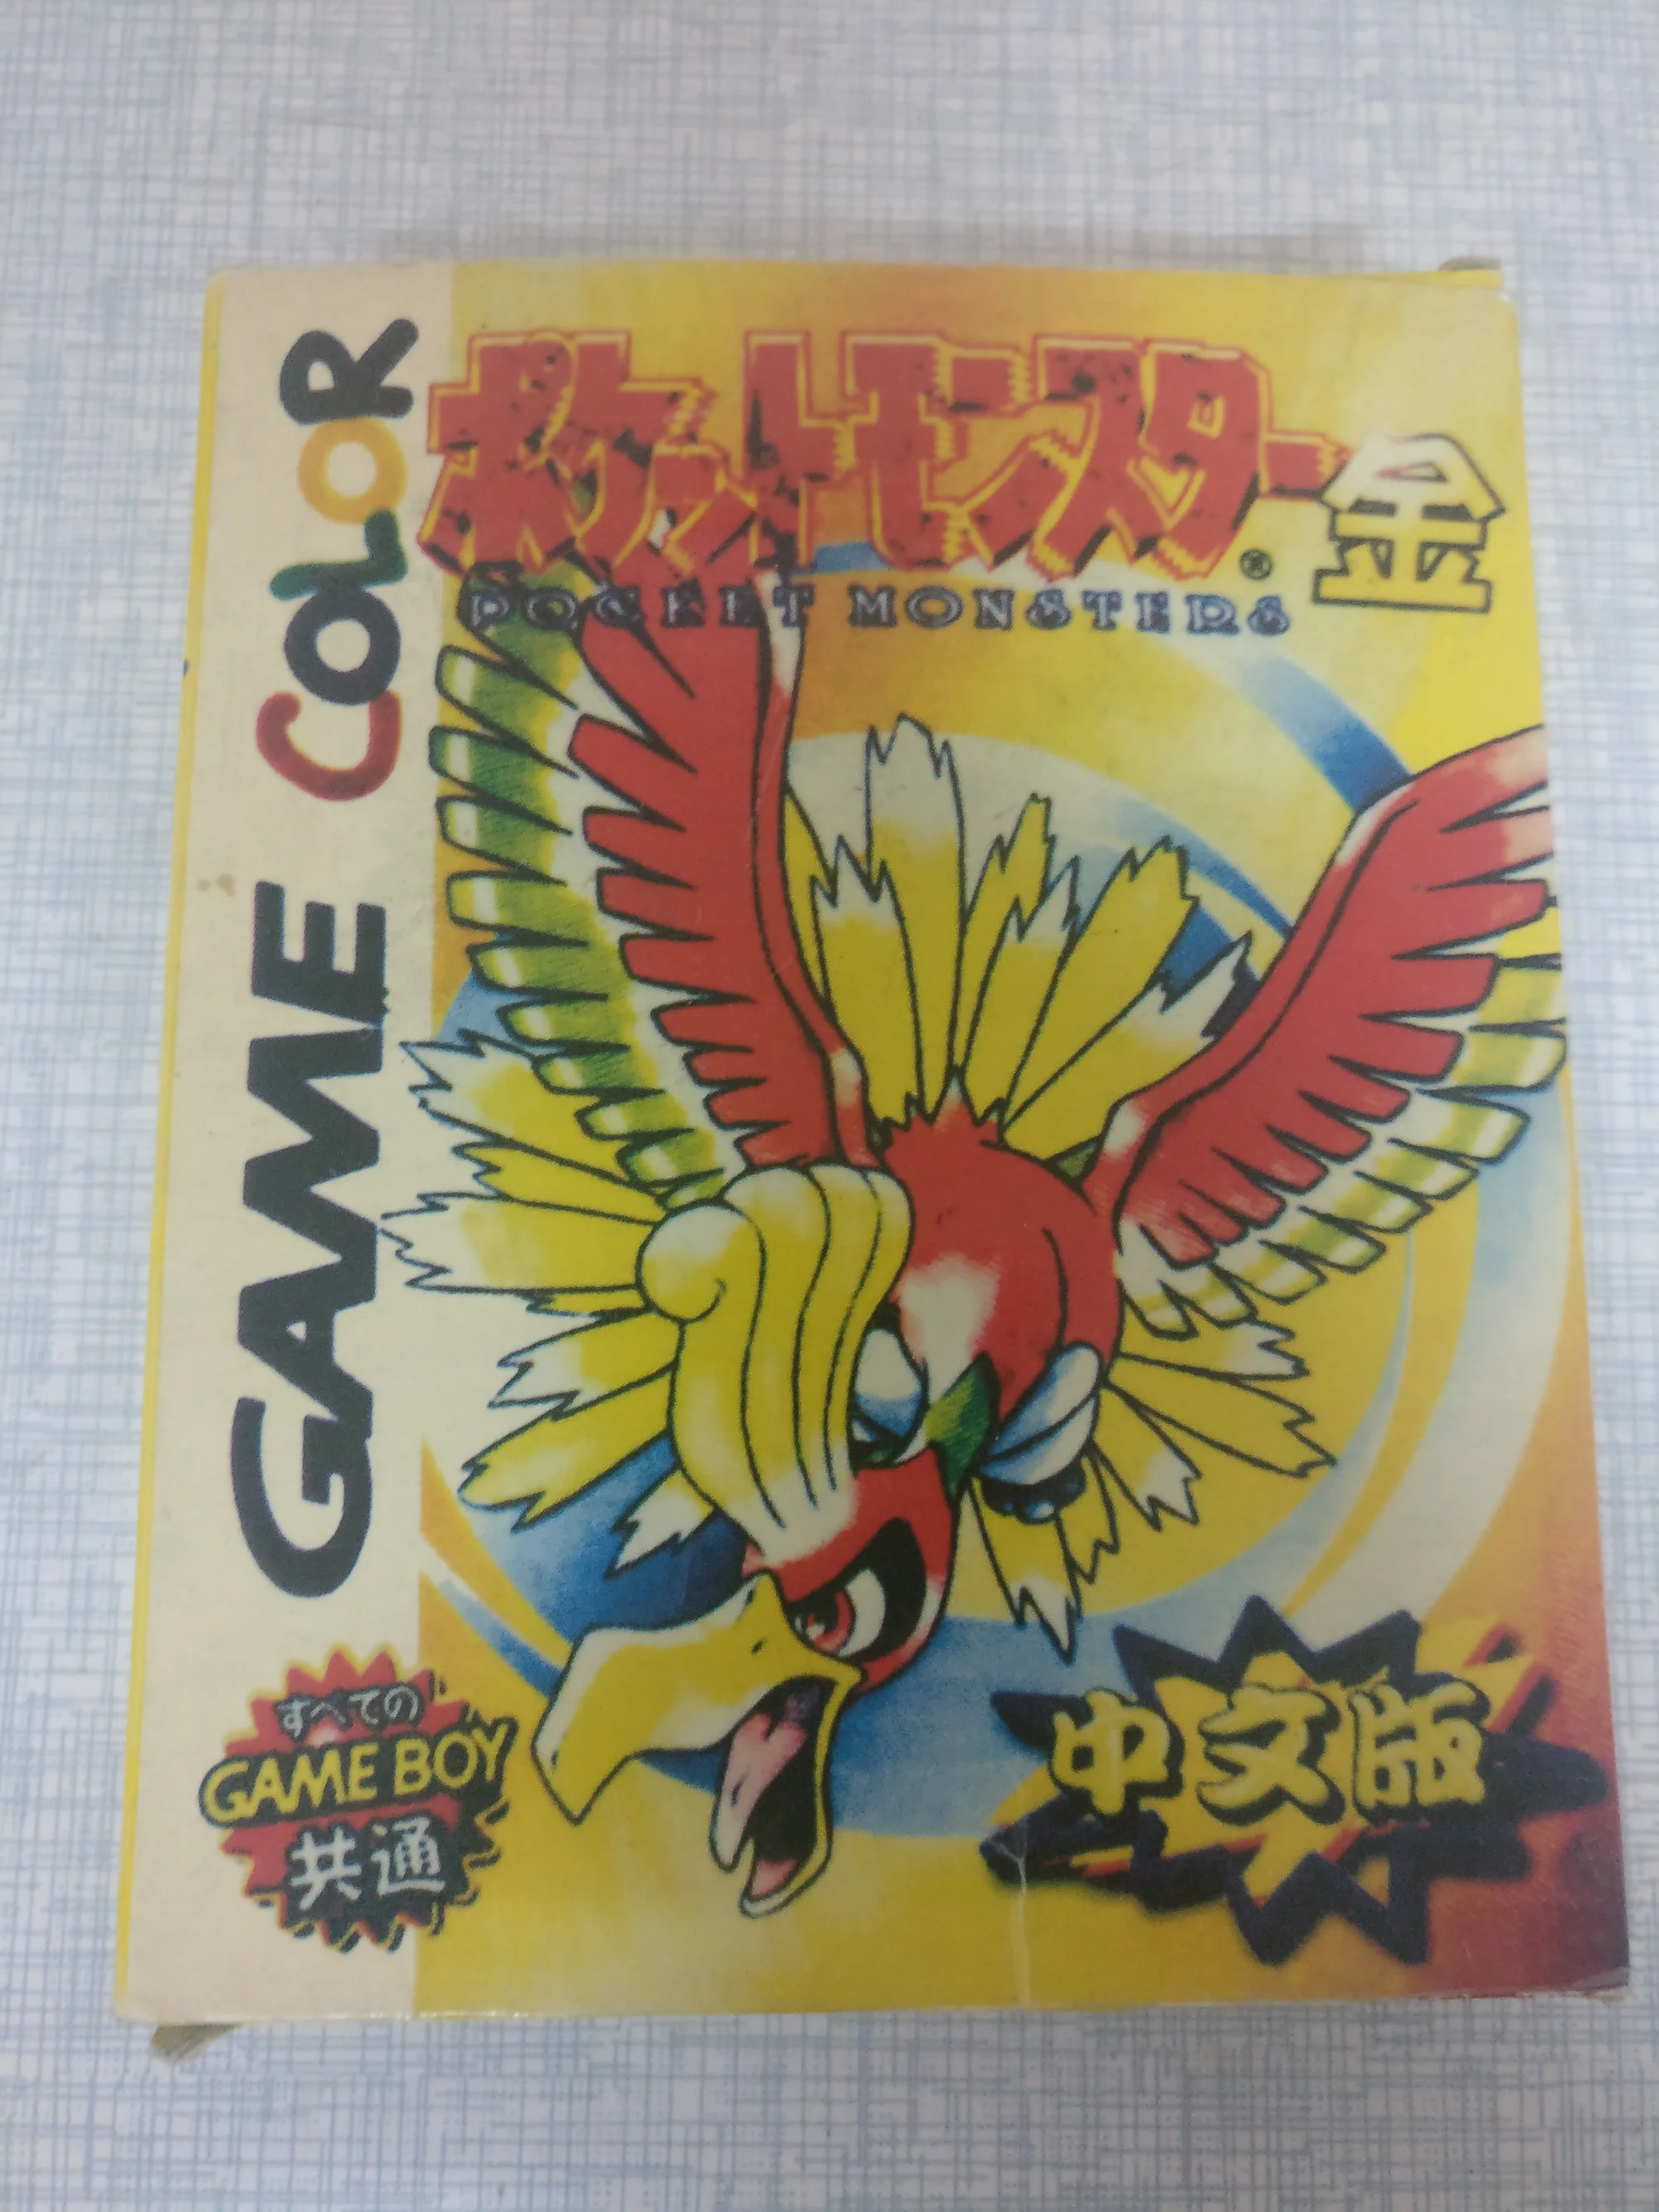 ポケットモンスター金
®
POCKET MONSTERS
GAME COLOR
すべての
GAME BOY
共通
中文版